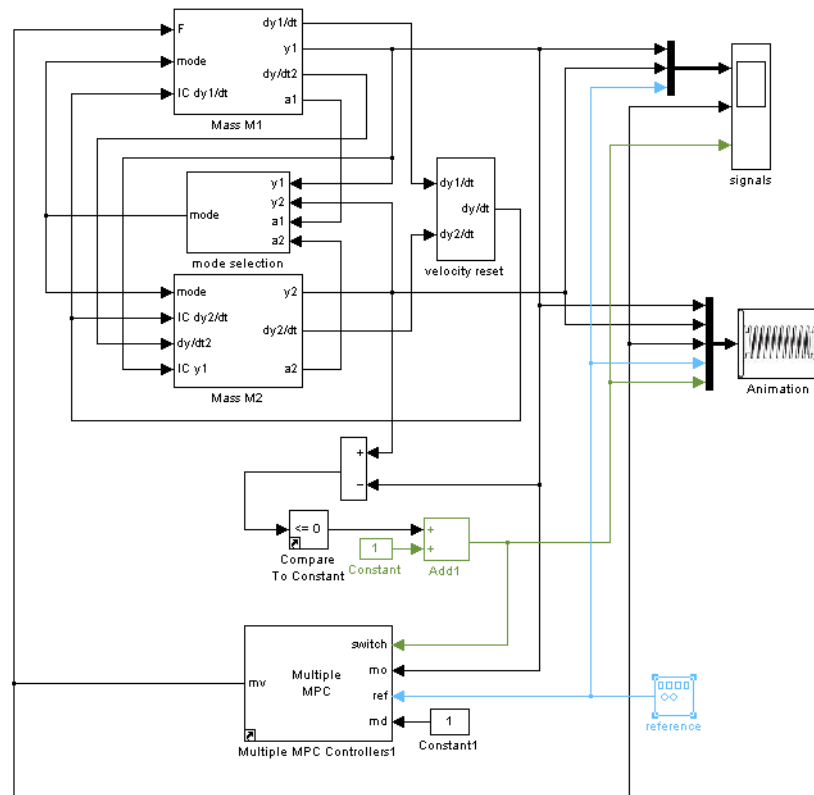 F
mode
IC dy1/dt
dy1/dt
y1
dy/dt2
a1
Mass M1
signals
mode
y1
y2
a1
a2
mode selection
dy1/dt
dy2/dt
dy/dt
velocity reset
mode
IC dy2/dt
dy/dt2
IC y1
y2
dy2/dt
a2
Mass M2
Animation
+
−
<= 0
Compare
To Constant
1
Constant
+
+
Add1
mv
Multiple
MPC
switch
mo
ref
md
Multiple MPC Controllers1
1
Constant1
reference